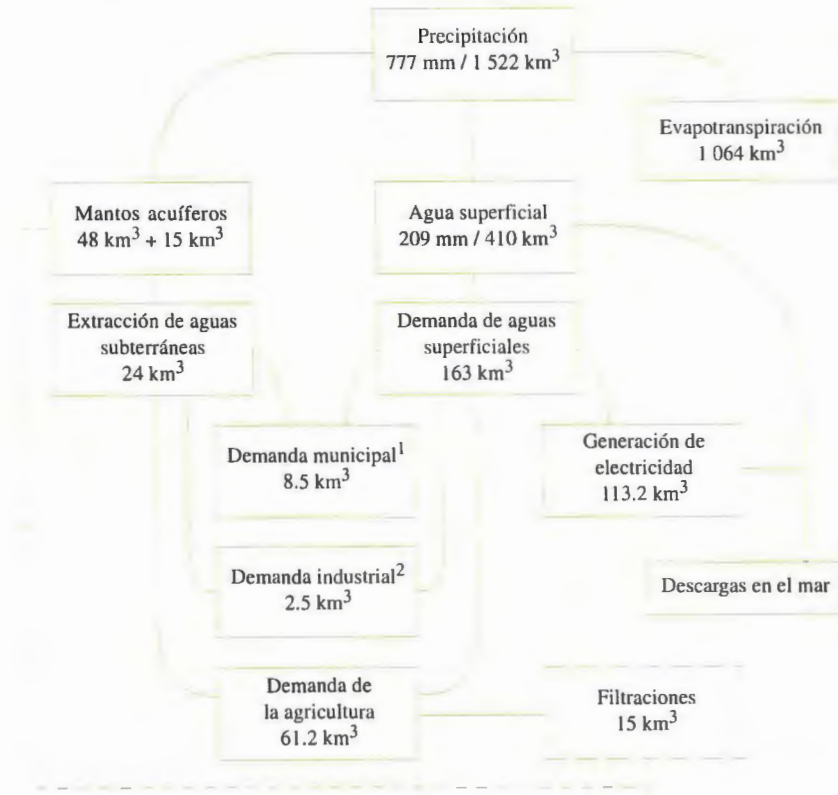 Precipitación
777 mm / 1 522 km³
Evapotranspiración
1 064 km³
Mantos acuíferos
48 km³ + 15 km³
Agua superficial
209 mm / 410 km³
Extracción de aguas
subterráneas
24 km³
Demanda de aguas
superficiales
163 km³
Demanda municipal¹
8.5 km³
Generación de
electricidad
113.2 km³
Demanda industrial²
2.5 km³
Descargas en el mar
Demanda de
la agricultura
61.2 km³
Filtraciones
15 km³